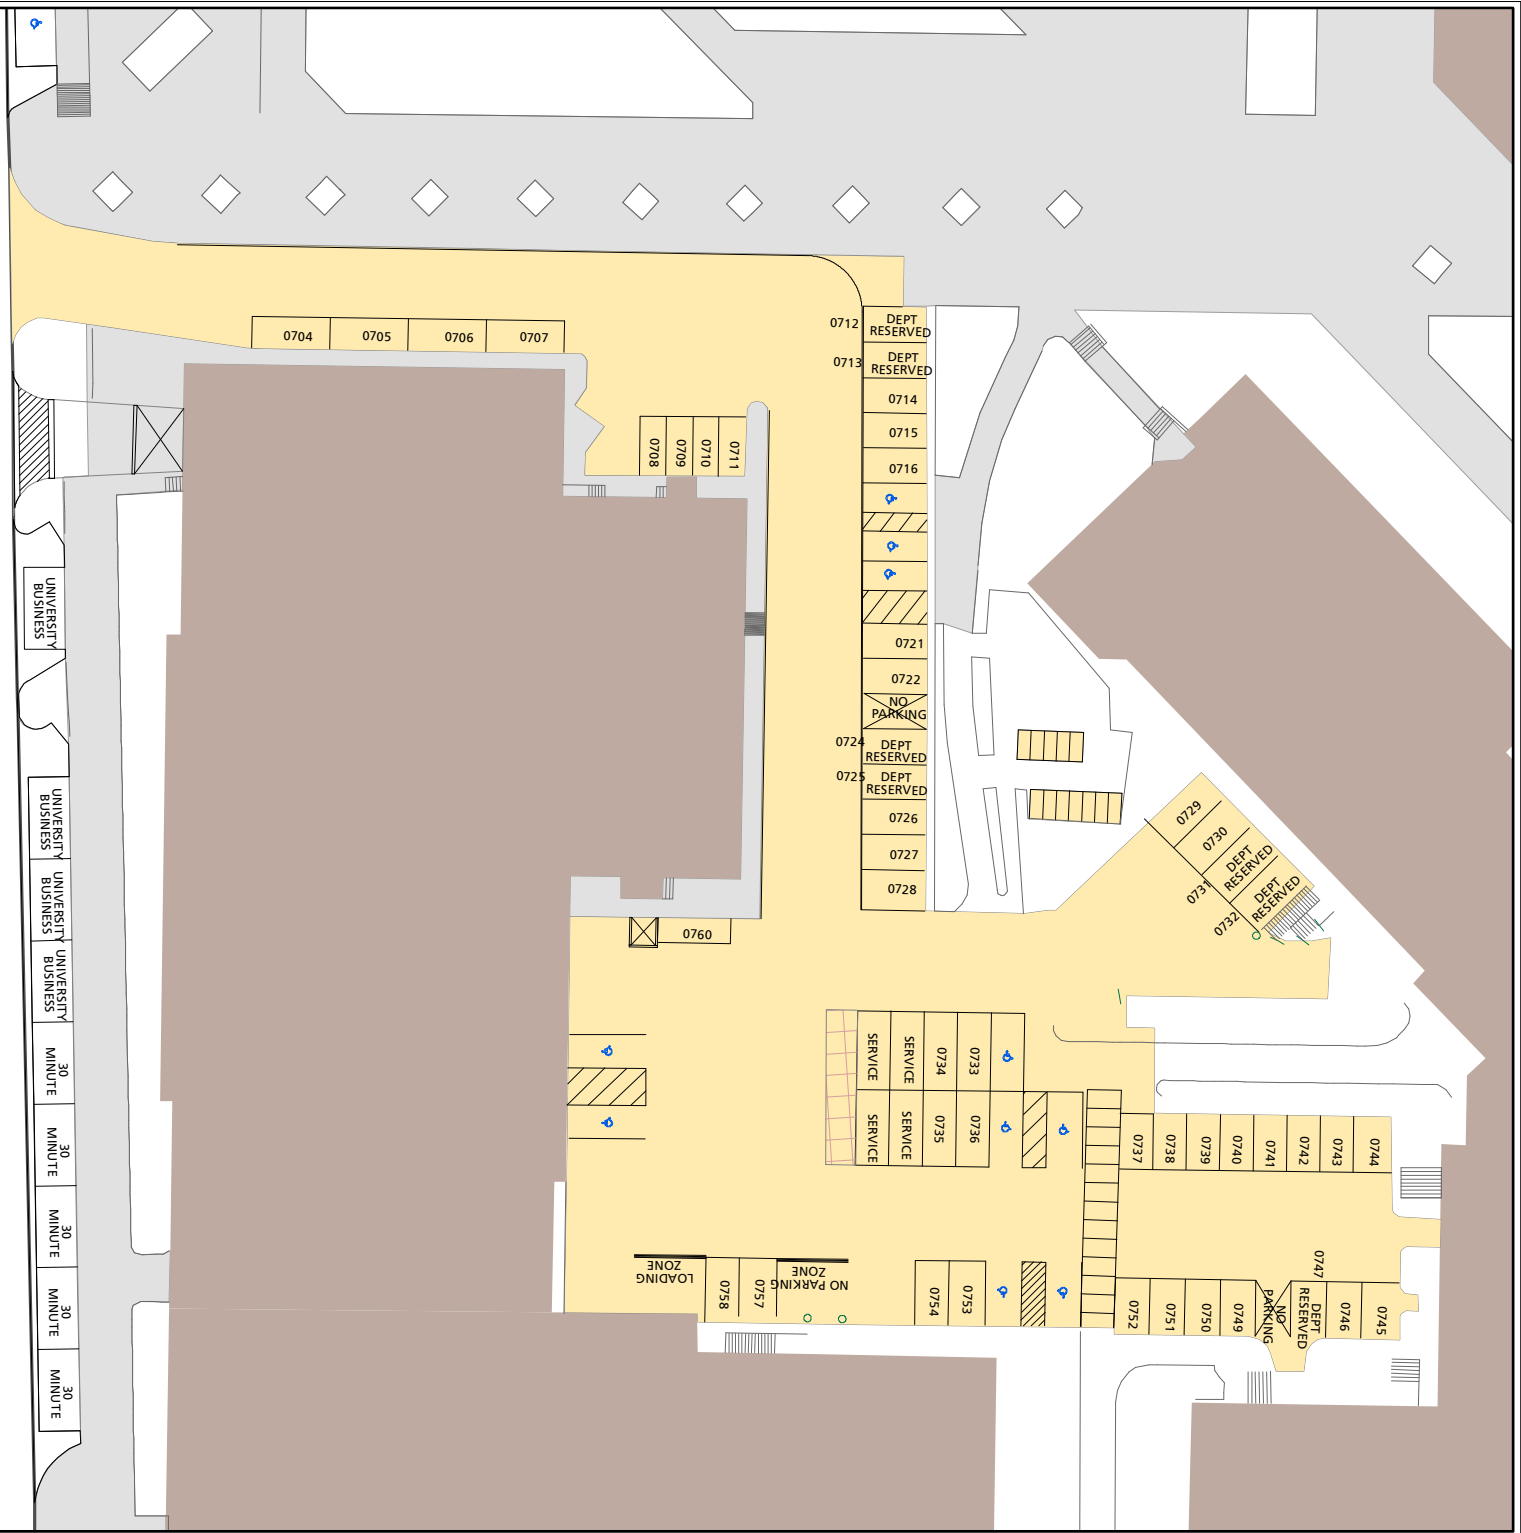 0704
0705
0706
0707
0708
0709
0710
0711
0712
DEPT
RESERVED
0713
DEPT
RESERVED
0714
0715
0716
0721
0722
NO
PARKING
0724
DEPT
RESERVED
0725
DEPT
RESERVED
0726
0727
0728
0729
0730
0731
DEPT
RESERVED
0732
DEPT
RESERVED
0760
UNIVERSITY
BUSINESS
UNIVERSITY
BUSINESS
UNIVERSITY
BUSINESS
UNIVERSITY
BUSINESS
30
MINUTE
30
MINUTE
30
MINUTE
30
MINUTE
30
MINUTE
SERVICE
SERVICE
0734
0733
SERVICE
SERVICE
0735
0736
0737
0738
0739
0740
0741
0742
0743
0744
LOADING
ZONE
0758
0757
NO PARKING
ZONE
0754
0753
0752
0751
0750
0749
NO
PARKING
0747
DEPT
RESERVED
0746
0745